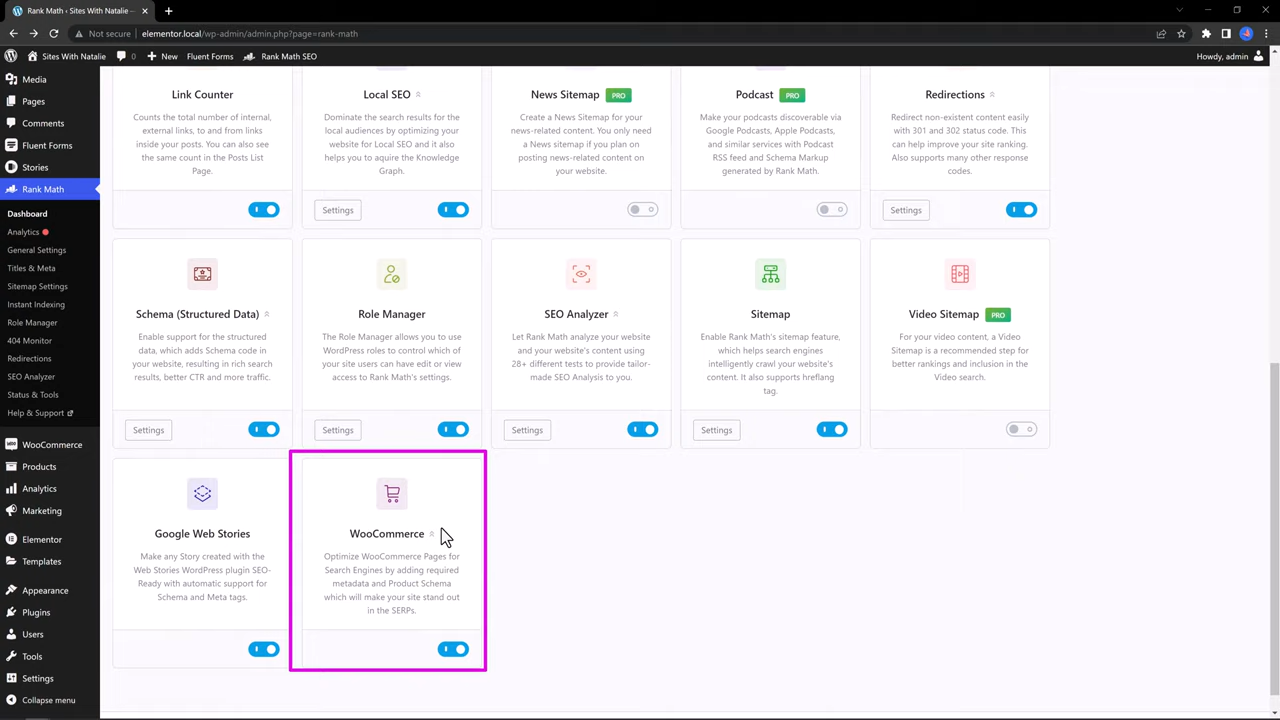 Rank Math ‹ Sites With Natalie —
Not secure
elementor.local/wp-admin/admin.php?page=rank-math
Sites With Natalie
0
New
Fluent Forms
Rank Math SEO
Howdy, admin
Media
Pages
Comments
Fluent Forms
Stories
Rank Math
Dashboard
Analytics
General Settings
Titles & Meta
Sitemap Settings
Instant Indexing
Role Manager
404 Monitor
Redirections
SEO Analyzer
Status & Tools
Help & Support
WooCommerce
Products
Analytics
Marketing
Elementor
Templates
Appearance
Plugins
Users
Tools
Settings
Collapse menu
Link Counter
Counts the total number of internal,
external links, to and from links
inside your posts. You can also
see the same count in the Posts List
Page.
Local SEO
Dominate the search results for the
local audiences by optimizing your
website for Local SEO and it also
helps you to acquire the Knowledge
Graph.
Settings
News Sitemap PRO
Create a News Sitemap for your
news-related content. You only need
a News sitemap if you plan on
posting news-related content on
your website.
Podcast PRO
Make your podcasts discoverable via
Google Podcasts, Apple Podcasts,
and similar services with Podcast
RSS feed and Schema Markup
generated by Rank Math.
Redirections
Redirect non-existent content easily
with 301 and 302 status code. This
can help improve your site ranking.
Also supports many other response
codes.
Settings
Schema (Structured Data)
Enable support for the structured
data, which adds Schema code in
your website, resulting in rich search
results, better CTR and more traffic.
Settings
Role Manager
The Role Manager allows you to use
WordPress roles to control which of
your site users can have edit or view
access to Rank Math's settings.
Settings
SEO Analyzer
Let Rank Math analyze your website
and your website's content using
28+ different tests to provide tailor-
made SEO Analysis to you.
Settings
Sitemap
Enable Rank Math's sitemap feature,
which helps search engines
intelligently crawl your website's
content. It also supports hreflang
tag.
Settings
Video Sitemap PRO
For your video content, a Video
Sitemap is a recommended step for
better rankings and inclusion in the
Video search.
Google Web Stories
Make any Story created with the
Web Stories WordPress plugin SEO-
Ready with automatic support for
Schema and Meta tags.
WooCommerce
Optimize WooCommerce Pages for
Search Engines by adding required
metadata and Product Schema
which will make your site stand out
in the SERPs.